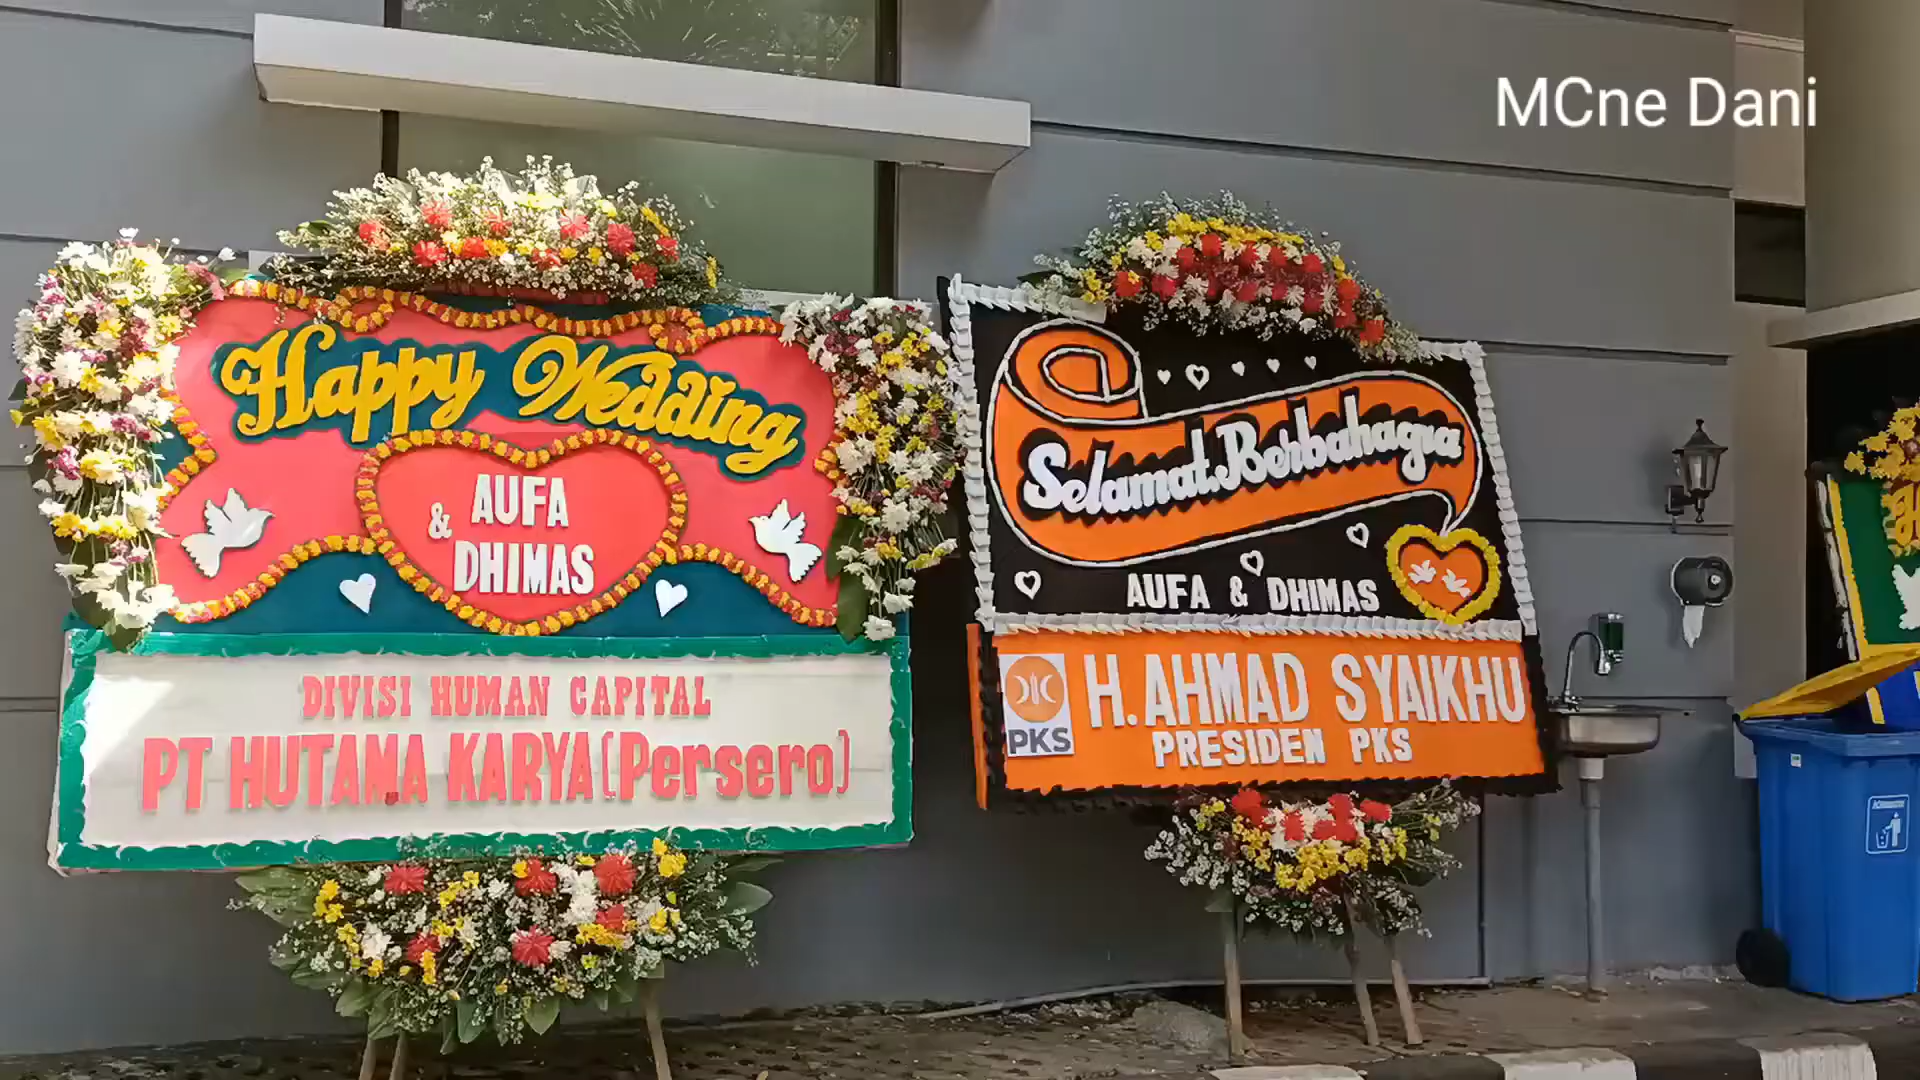 MCne Dani
Happy Wedding
AUFA
&
DHIMAS
DIVISI HUMAN CAPITAL
PT HUTAMA KARYA (Persero)
Selamat Berbahagia
AUFA & DHIMAS
PKS
H. AHMAD SYAIKHU
PRESIDEN PKS